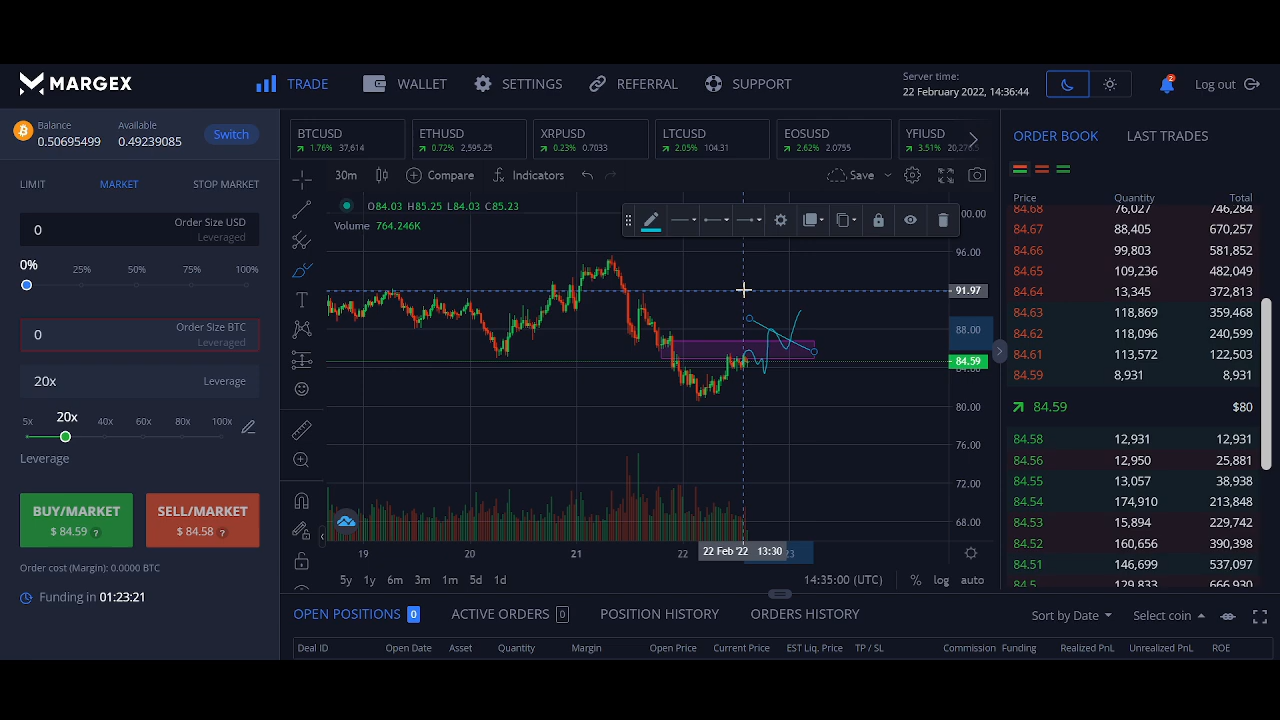 MARGEX
TRADE
WALLET
SETTINGS
REFERRAL
SUPPORT
Server time:
22 February 2022, 14:36:44
2
Log out
Balance
0.50695499
Available
0.49239085
Switch
LIMIT
MARKET
STOP MARKET
0
Order Size USD
Leveraged
0%
25%
50%
75%
100%
0
Order Size BTC
Leveraged
20x
Leverage
5x
20x
40x
60x
80x
100x
Leverage
BUY/MARKET
$ 84.59 ?
SELL/MARKET
$ 84.58 ?
Order cost (Margin): 0.0000 BTC
Funding in 01:23:21
BTCUSD
1.76% 37,614
ETHUSD
0.72% 2,595.25
XRPUSD
0.23% 0.7033
LTCUSD
2.05% 104.31
EOSUSD
2.62% 2.0755
YFIUSD
3.51%
30m
Compare
Indicators
Save
O84.03 H85.25 L84.03 C85.23
Volume 764.246K
96.00
91.97
88.00
84.59
80.00
76.00
72.00
68.00
19
20
21
22
22 Feb '22 13:30
23
5y
1y
6m
3m
1m
5d
1d
14:35:00 (UTC)
%
log
auto
ORDER BOOK
LAST TRADES
Price
Quantity
Total
84.68 76,027 746,284
84.67 88,405 670,257
84.66 99,803 581,852
84.65 109,236 482,049
84.64 13,345 372,813
84.63 118,869 359,468
84.62 118,096 240,599
84.61 113,572 122,503
84.59 8,931 8,931
84.59
$80
84.58 12,931 12,931
84.56 12,950 25,881
84.55 13,057 38,938
84.54 174,910 213,848
84.53 15,894 229,742
84.52 160,656 390,398
84.51 146,699 537,097
129,833 666,930
OPEN POSITIONS 0
ACTIVE ORDERS 0
POSITION HISTORY
ORDERS HISTORY
Sort by Date
Select coin
Deal ID
Open Date
Asset
Quantity
Margin
Open Price
Current Price
EST Liq. Price
TP / SL
Commission
Funding
Realized PnL
Unrealized PnL
ROE